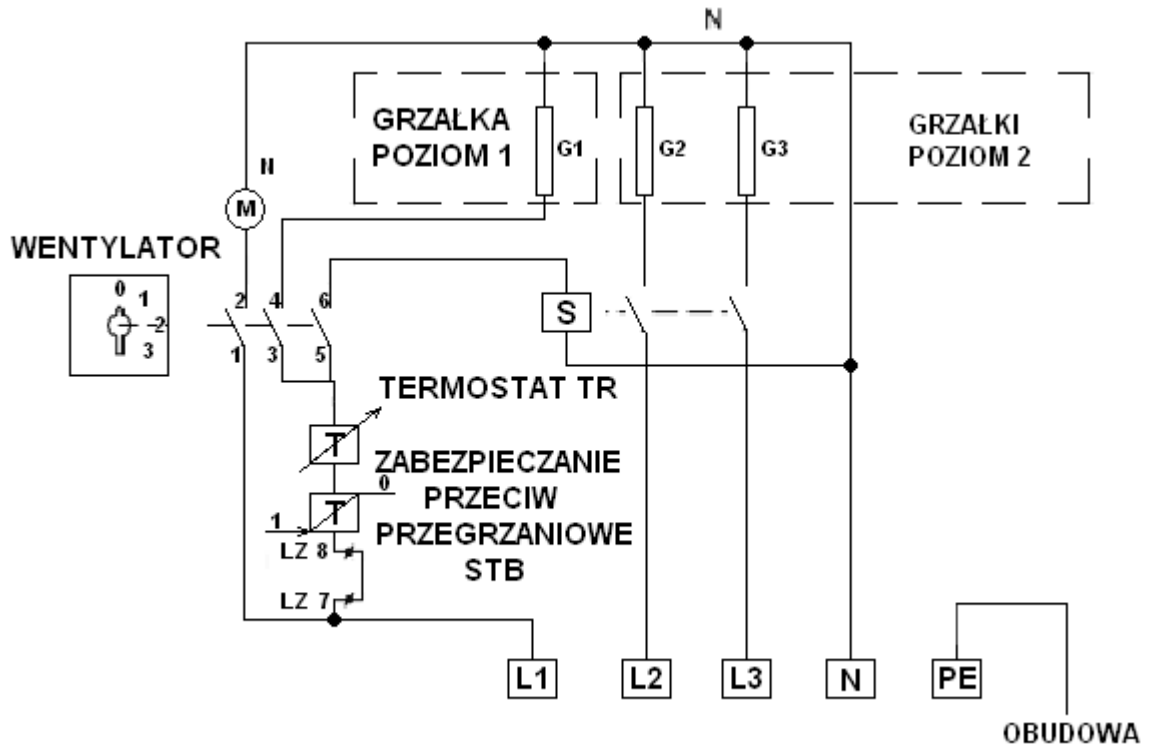 N
GRZAŁKA
POZIOM 1
G1
G2
G3
GRZAŁKI
POZIOM 2
N
M
WENTYLATOR
0
1
2
3
2
4
6
1
3
5
S
TERMOSTAT TR
T
ZABEZPIECZANIE
PRZECIW
PRZEGRZANIOWE
STB
0
T
1
LZ 8
LZ 7
L1
L2
L3
N
PE
OBUDOWA